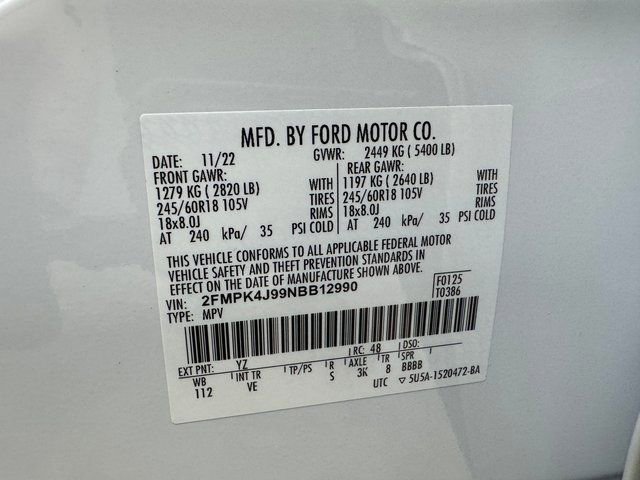 MFD. BY FORD MOTOR CO.
DATE: 11/22 GVWR: 2449 KG ( 5400 LB)
FRONT GAWR: REAR GAWR:
1279 KG ( 2820 LB) WITH 1197 KG ( 2640 LB) WITH
245/60R18 105V TIRES 245/60R18 105V TIRES
18x8.0J RIMS 18x8.0J RIMS
AT 240 kPa/ 35 PSI COLD AT 240 kPa/ 35 PSI COLD
THIS VEHICLE CONFORMS TO ALL APPLICABLE FEDERAL MOTOR
VEHICLE SAFETY AND THEFT PREVENTION STANDARDS IN
EFFECT ON THE DATE OF MANUFACTURE SHOWN ABOVE.
VIN: 2FMPK4J99NBB12990 F0125
TYPE: MPV T0386
EXT PNT: YZ RC: 48 DSO:
WB INT TR TP/PS R AXLE TR SPR
112 VE S 3K 8 BBBB
UTC ▽ 5U5A-1520472-BA